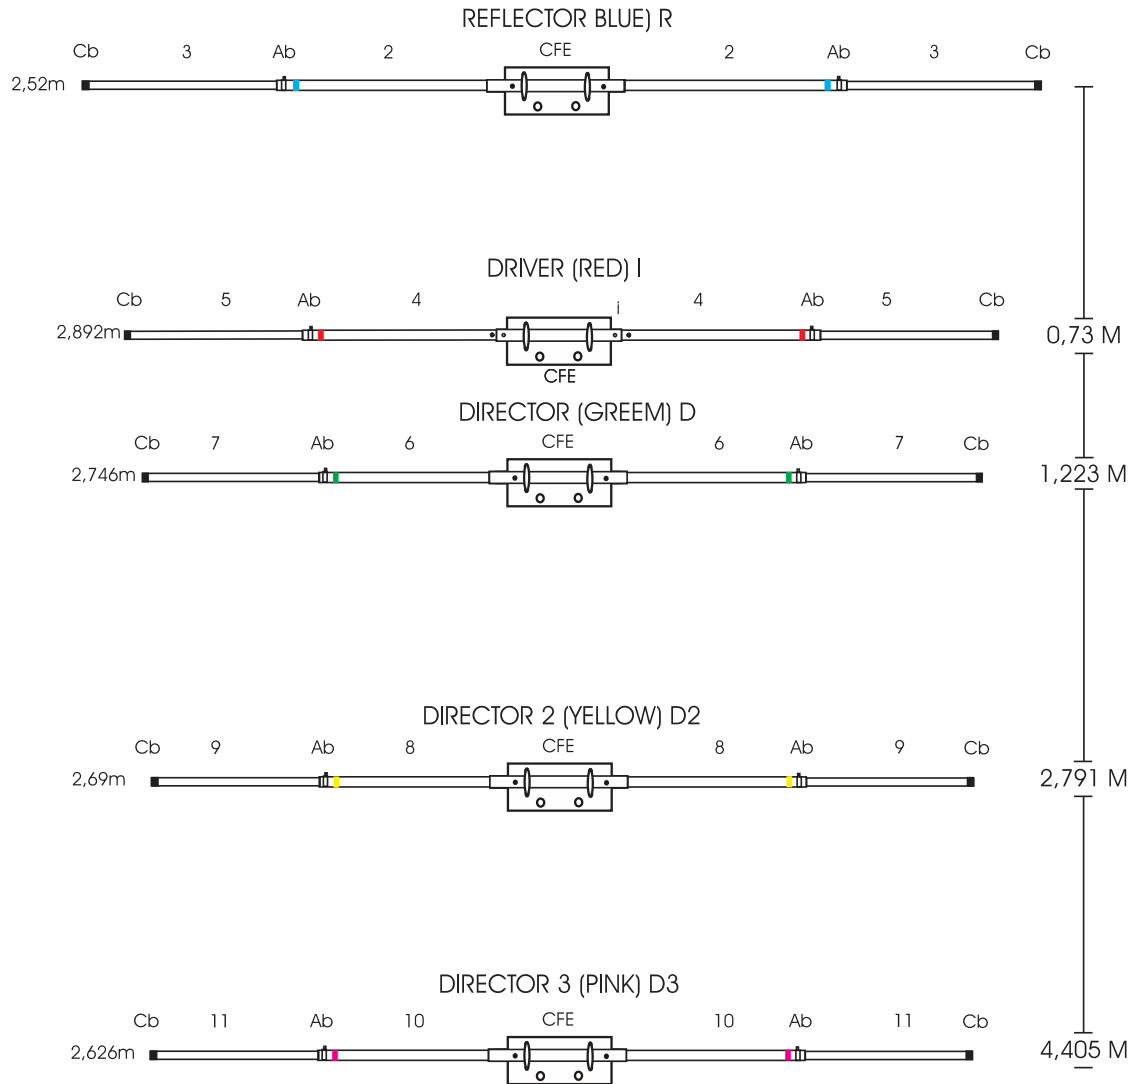 REFLECTOR BLUE) R
Cb 3 Ab 2 CFE 2 Ab 3 Cb
2,52m
DRIVER (RED) I
Cb 5 Ab 4 i 4 Ab 5 Cb
2,892m 0,73 M
CFE
DIRECTOR (GREEM) D
Cb 7 Ab 6 CFE 6 Ab 7 Cb
2,746m 1,223 M
DIRECTOR 2 (YELLOW) D2
Cb 9 Ab 8 CFE 8 Ab 9 Cb
2,69m 2,791 M
DIRECTOR 3 (PINK) D3
Cb 11 Ab 10 CFE 10 Ab 11 Cb
2,626m 4,405 M